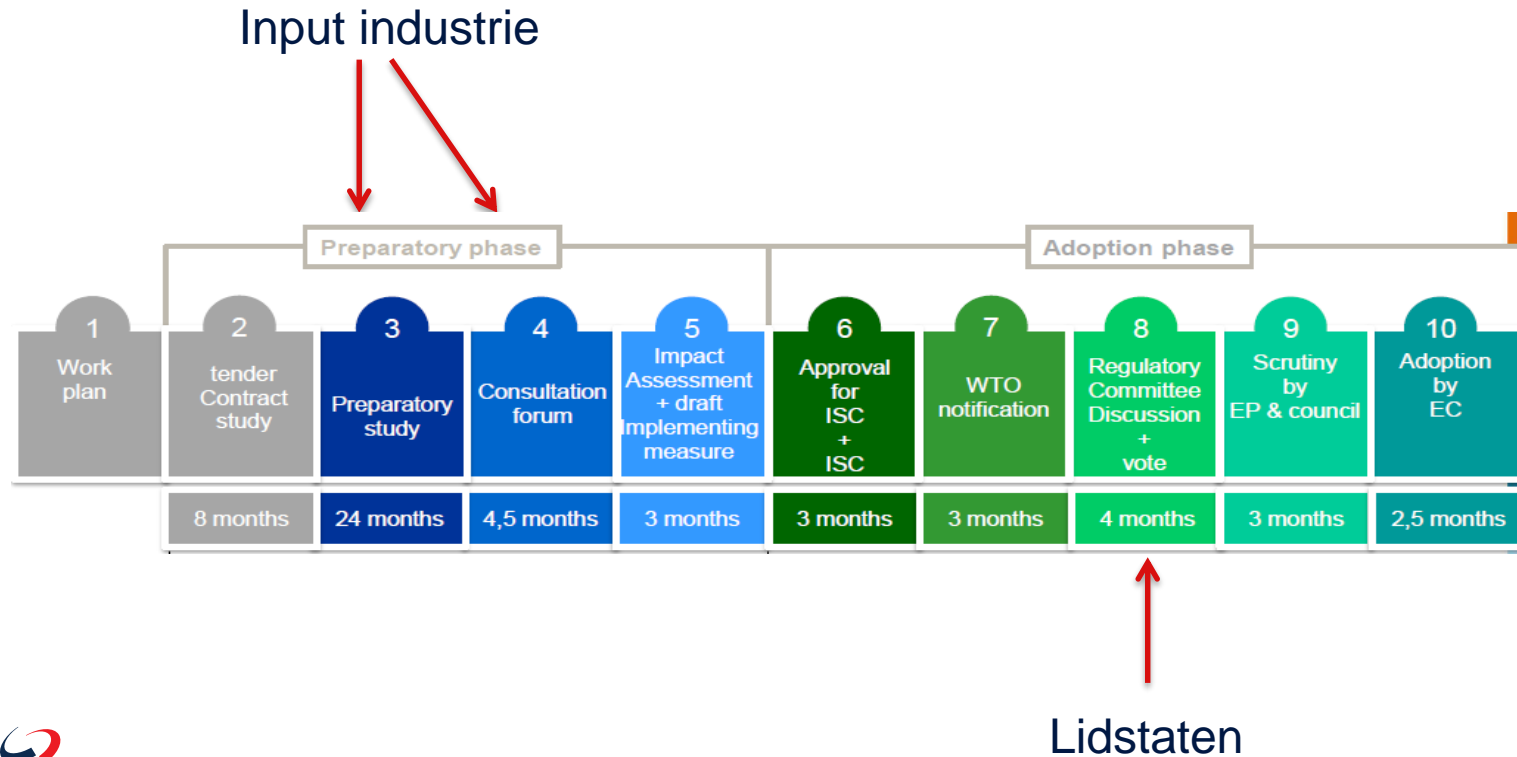 Input industrie
Preparatory phase
Adoption phase
1
Work
plan
2
tender
Contract
study
3
Preparatory
study
4
Consultation
forum
5
Impact
Assessment
+ draft
Implementing
measure
6
Approval
for
ISC
+
ISC
7
WTO
notification
8
Regulatory
Committee
Discussion
+
vote
9
Scrutiny
by
EP & council
10
Adoption
by
EC
8 months
24 months
4,5 months
3 months
3 months
3 months
4 months
3 months
2,5 months
Lidstaten